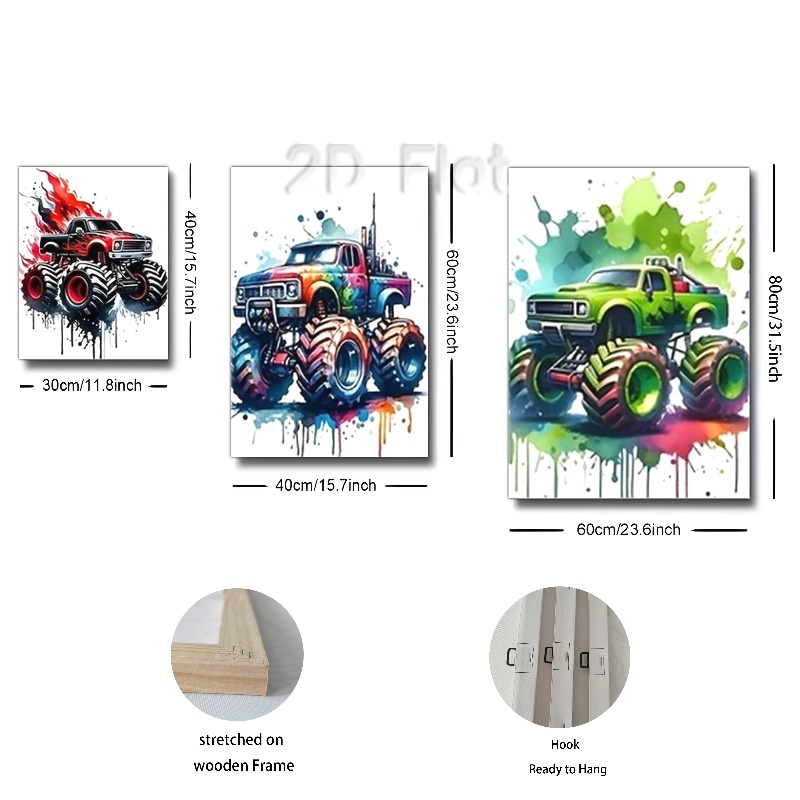 2D Flat
40cm/15.7inch
60cm/23.6inch
80cm/31.5inch
30cm/11.8inch
40cm/15.7inch
60cm/23.6inch
stretched on
wooden Frame
Hook
Ready to Hang